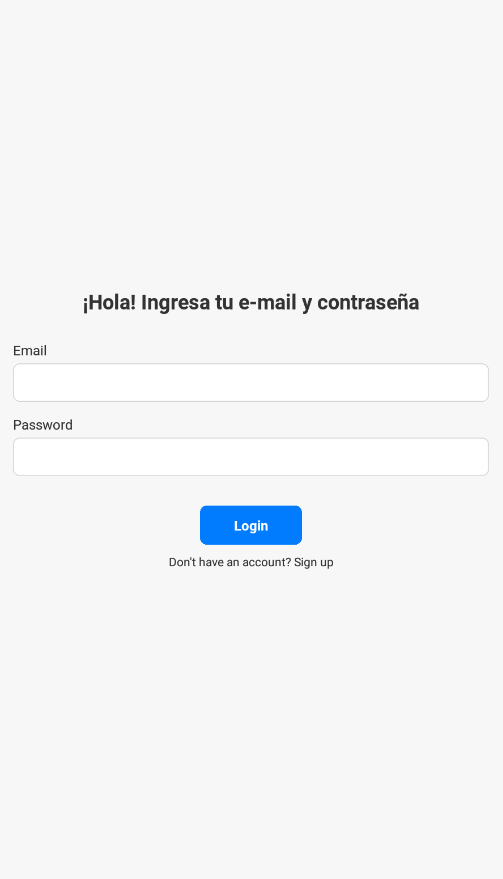 ¡Hola! Ingresa tu e-mail y contraseña
Email
Password
Login
Don't have an account? Sign up